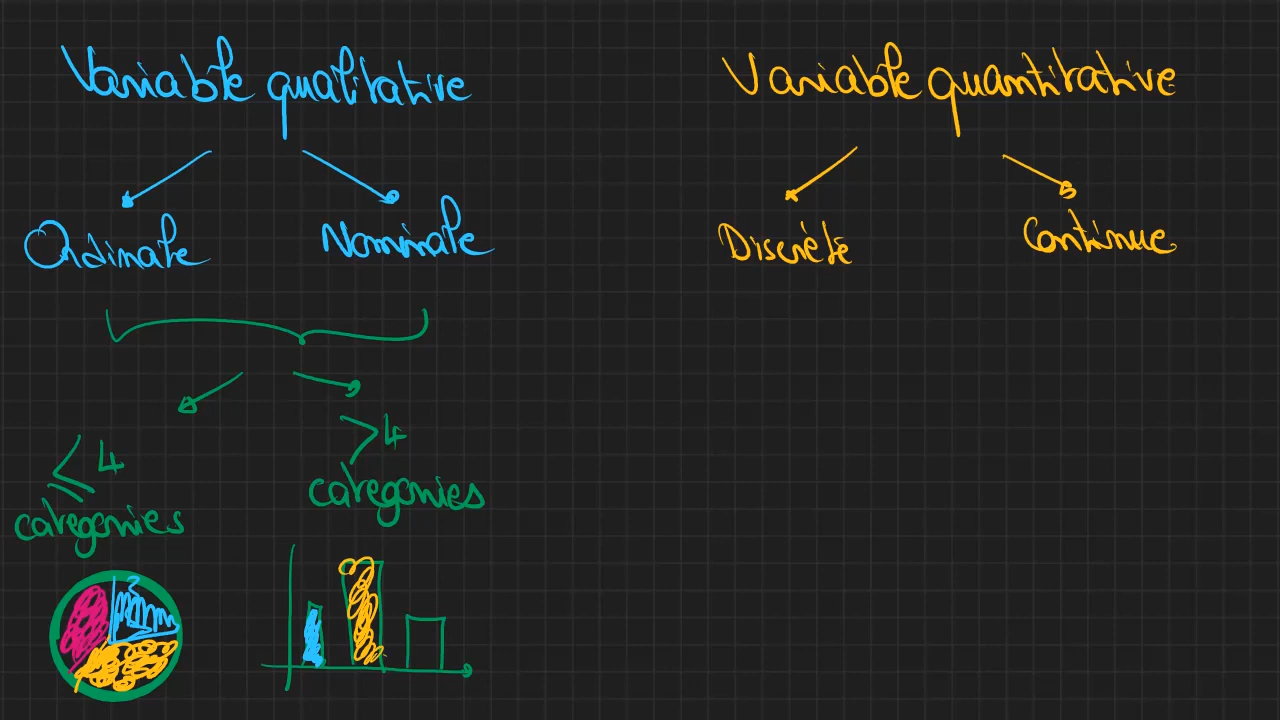 Variable qualitative
Variable quantitative
Ordinale
Nominale
Discrète
Continue
≤ 4
categories
> 4
categories